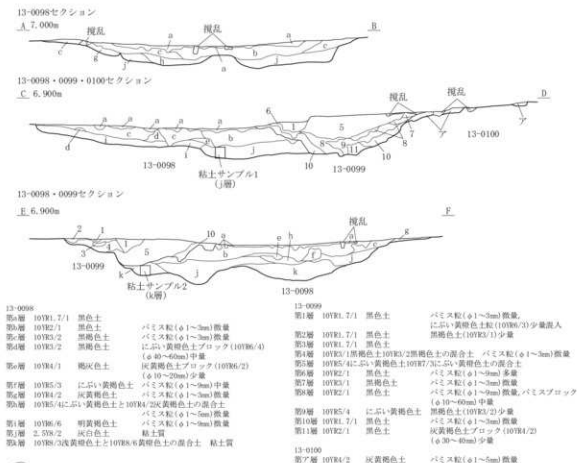 13-0098セクション
A 7.000m
B
撹乱
撹乱
a
a
a
c
g
c
h
b
c
j
a
j
13-0098・0099・0100セクション
C 6.900m
D
撹乱
撹乱
a
a
a
a
6
1
5
7
8
ア
ア
13-0100
d
c
d
c
b
i
j
9
8
11
10
10
13-0098
13-0099
粘土サンプル1
(j層)
13-0098・0099セクション
E 6.900m
F
撹乱
2
1
3
4
5
13-0099
10
a
b
e
h
f
a
c
g
k
j
k
13-0098
粘土サンプル2
(k層)
13-0098
第a層 10YR1.7/1 黒色土
第b層 10YR2/1 黒色土 パミス粒(φ1～3mm)微量
第c層 10YR3/2 黒褐色土 パミス粒(φ1～3mm)微量
第d層 10YR3/2 黒褐色土 にぶい黄橙色土ブロック(10YR6/4)
(φ40～60mm)中量
第e層 10YR4/1 褐灰色土 灰黄褐色土ブロック(10YR6/2)
(φ10～20mm)少量
第f層 10YR5/3 にぶい黄褐色土 パミス粒(φ1～9mm)中量
第g層 10YR4/2 灰黄褐色土 パミス粒(φ1～3mm)微量
第h層 10YR5/4にぶい黄褐色土と10YR4/2灰黄褐色土の混合土
パミス粒(φ1～5mm)微量
第i層 10YR6/6 明黄褐色土 パミス粒(φ1～9mm)微量
第j層 2.5Y8/2 灰白色土 粘土質
第k層 10YR8/3浅黄橙色土と10YR8/6黄橙色土の混合土 粘土質
13-0099
第1層 10YR1.7/1 黒色土 パミス粒(φ1～3mm)微量,
にぶい黄橙色土粒(10YR6/3)少量混入
第2層 10YR1.7/1 黒色土 黒褐色土(10YR3/1)少量
第3層 10YR1.7/1 黒色土
第4層 10YR3/1黒褐色土10YR3/2黒褐色土の混合土 パミス粒(φ1～3mm)微量
第5層 10YR5/4にぶい黄褐色土10YR7/3にぶい黄橙色土の混合土
第6層 10YR2/1 黒色土 パミス粒(φ1～9mm)多量
第7層 10YR3/1 黒褐色土 パミス粒(φ1～3mm)微量
第8層 10YR2/1 黒色土 パミス粒(φ1～9mm)微量, パミスブロック
(φ10～60mm)中量
第9層 10YR5/4 にぶい黄褐色土 黒褐色土(10YR3/2)少量
第10層 10YR1.7/1 黒色土 パミス粒(φ1～3mm)微量
第11層 10YR2/1 黒色土 灰黄褐色土ブロック(10YR4/2)
(φ30～40mm)少量
13-0100
第ア層 10YR4/2 灰黄褐色土 パミス粒(φ1～5mm)微量